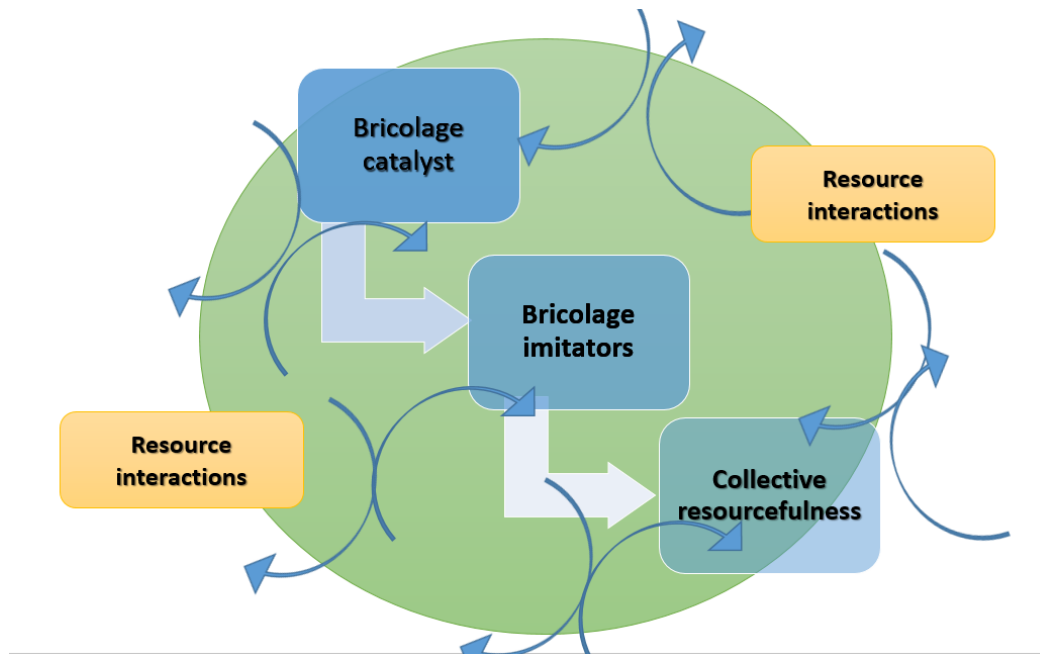 Bricolage
catalyst
Resource
interactions
Bricolage
imitators
Resource
interactions
Collective
resourcefulness